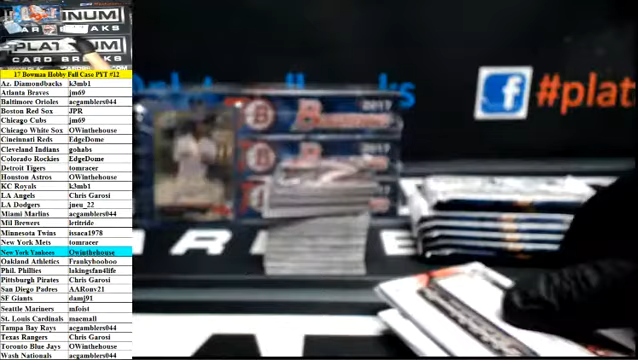 PLATINUM
17 Bowman Hobby Full Case PYT #12
Az. Diamondbacks k3mb1
Atlanta Braves jm69
Baltimore Orioles acgamblers044
Boston Red Sox JPR
Chicago Cubs jm69
Chicago White Sox OWinthehouse
Cincinnati Reds EdgeDome
Cleveland Indians gohabs
Colorado Rockies EdgeDome
Detroit Tigers tomracer
Houston Astros OWinthehouse
KC Royals k3mb1
LA Angels Chris Garosi
LA Dodgers jueu_22
Miami Marlins acgamblers044
Mil Brewers letitride
Minnesota Twins issaca1978
New York Mets tomracer
New York Yankees Owinthehouse
Oakland Athletics Frankybooboo
Phil. Phillies lakingsfan4life
Pittsburgh Pirates Chris Garosi
San Diego Padres AARonv21
SF Giants damj91
Seattle Mariners mfoist
St. Louis Cardinals macmall
Tampa Bay Rays acgamblers044
Texas Rangers Chris Garosi
Toronto Blue Jays OWinthehouse
Wash Nationals acgamblers044
2017
Bowman
2017
2017
f #plat